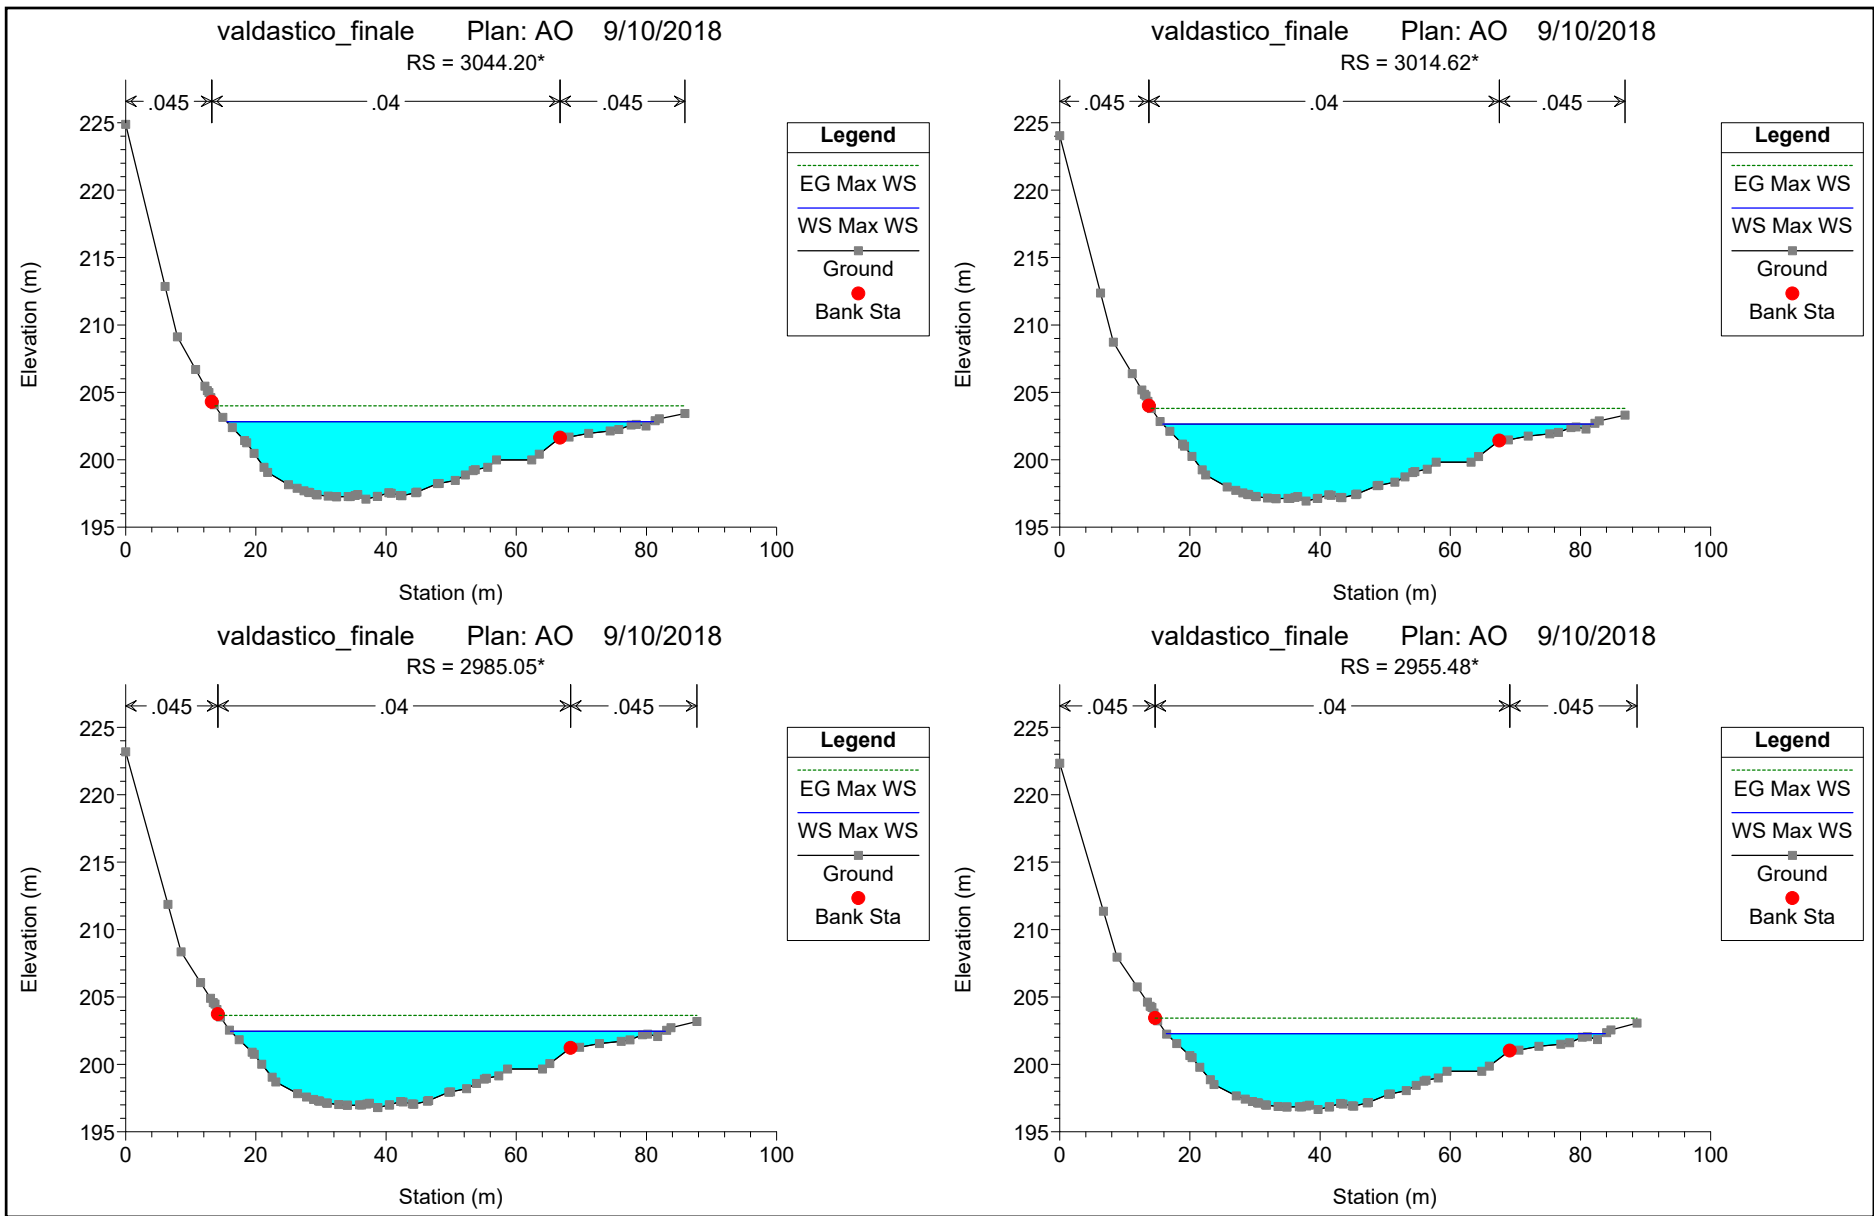 valdastico_finale Plan: AO 9/10/2018
RS = 3044.20*
.045 .04 .045
225
220
215
210
205
200
195
0 20 40 60 80 100
Elevation (m)
Station (m)
Legend
EG Max WS
WS Max WS
Ground
Bank Sta
valdastico_finale Plan: AO 9/10/2018
RS = 3014.62*
.045 .04 .045
225
220
215
210
205
200
195
0 20 40 60 80 100
Elevation (m)
Station (m)
Legend
EG Max WS
WS Max WS
Ground
Bank Sta
valdastico_finale Plan: AO 9/10/2018
RS = 2985.05*
.045 .04 .045
225
220
215
210
205
200
195
0 20 40 60 80 100
Elevation (m)
Station (m)
Legend
EG Max WS
WS Max WS
Ground
Bank Sta
valdastico_finale Plan: AO 9/10/2018
RS = 2955.48*
.045 .04 .045
225
220
215
210
205
200
195
0 20 40 60 80 100
Elevation (m)
Station (m)
Legend
EG Max WS
WS Max WS
Ground
Bank Sta